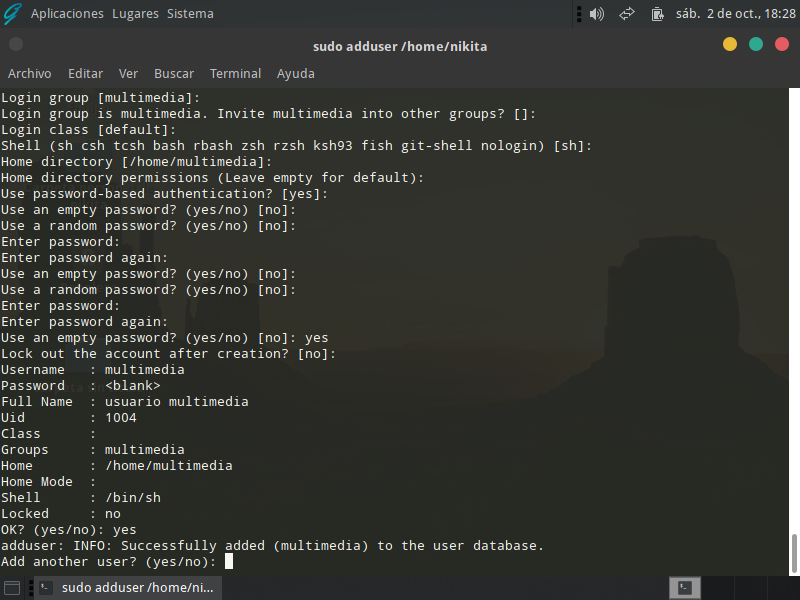 Aplicaciones Lugares Sistema sáb. 2 de oct., 18:28
sudo adduser /home/nikita
Archivo Editar Ver Buscar Terminal Ayuda
Login group [multimedia]:
Login group is multimedia. Invite multimedia into other groups? []:
Login class [default]:
Shell (sh csh tcsh bash rbash zsh rzsh ksh93 fish git-shell nologin) [sh]:
Home directory [/home/multimedia]:
Home directory permissions (Leave empty for default):
Use password-based authentication? [yes]:
Use an empty password? (yes/no) [no]:
Use a random password? (yes/no) [no]:
Enter password:
Enter password again:
Use an empty password? (yes/no) [no]:
Use a random password? (yes/no) [no]:
Enter password:
Enter password again:
Use an empty password? (yes/no) [no]: yes
Lock out the account after creation? [no]:
Username   : multimedia
Password   : <blank>
Full Name  : usuario multimedia
Uid        : 1004
Class      :
Groups     : multimedia
Home       : /home/multimedia
Home Mode  :
Shell      : /bin/sh
Locked     : no
OK? (yes/no): yes
adduser: INFO: Successfully added (multimedia) to the user database.
Add another user? (yes/no):
sudo adduser /home/ni...